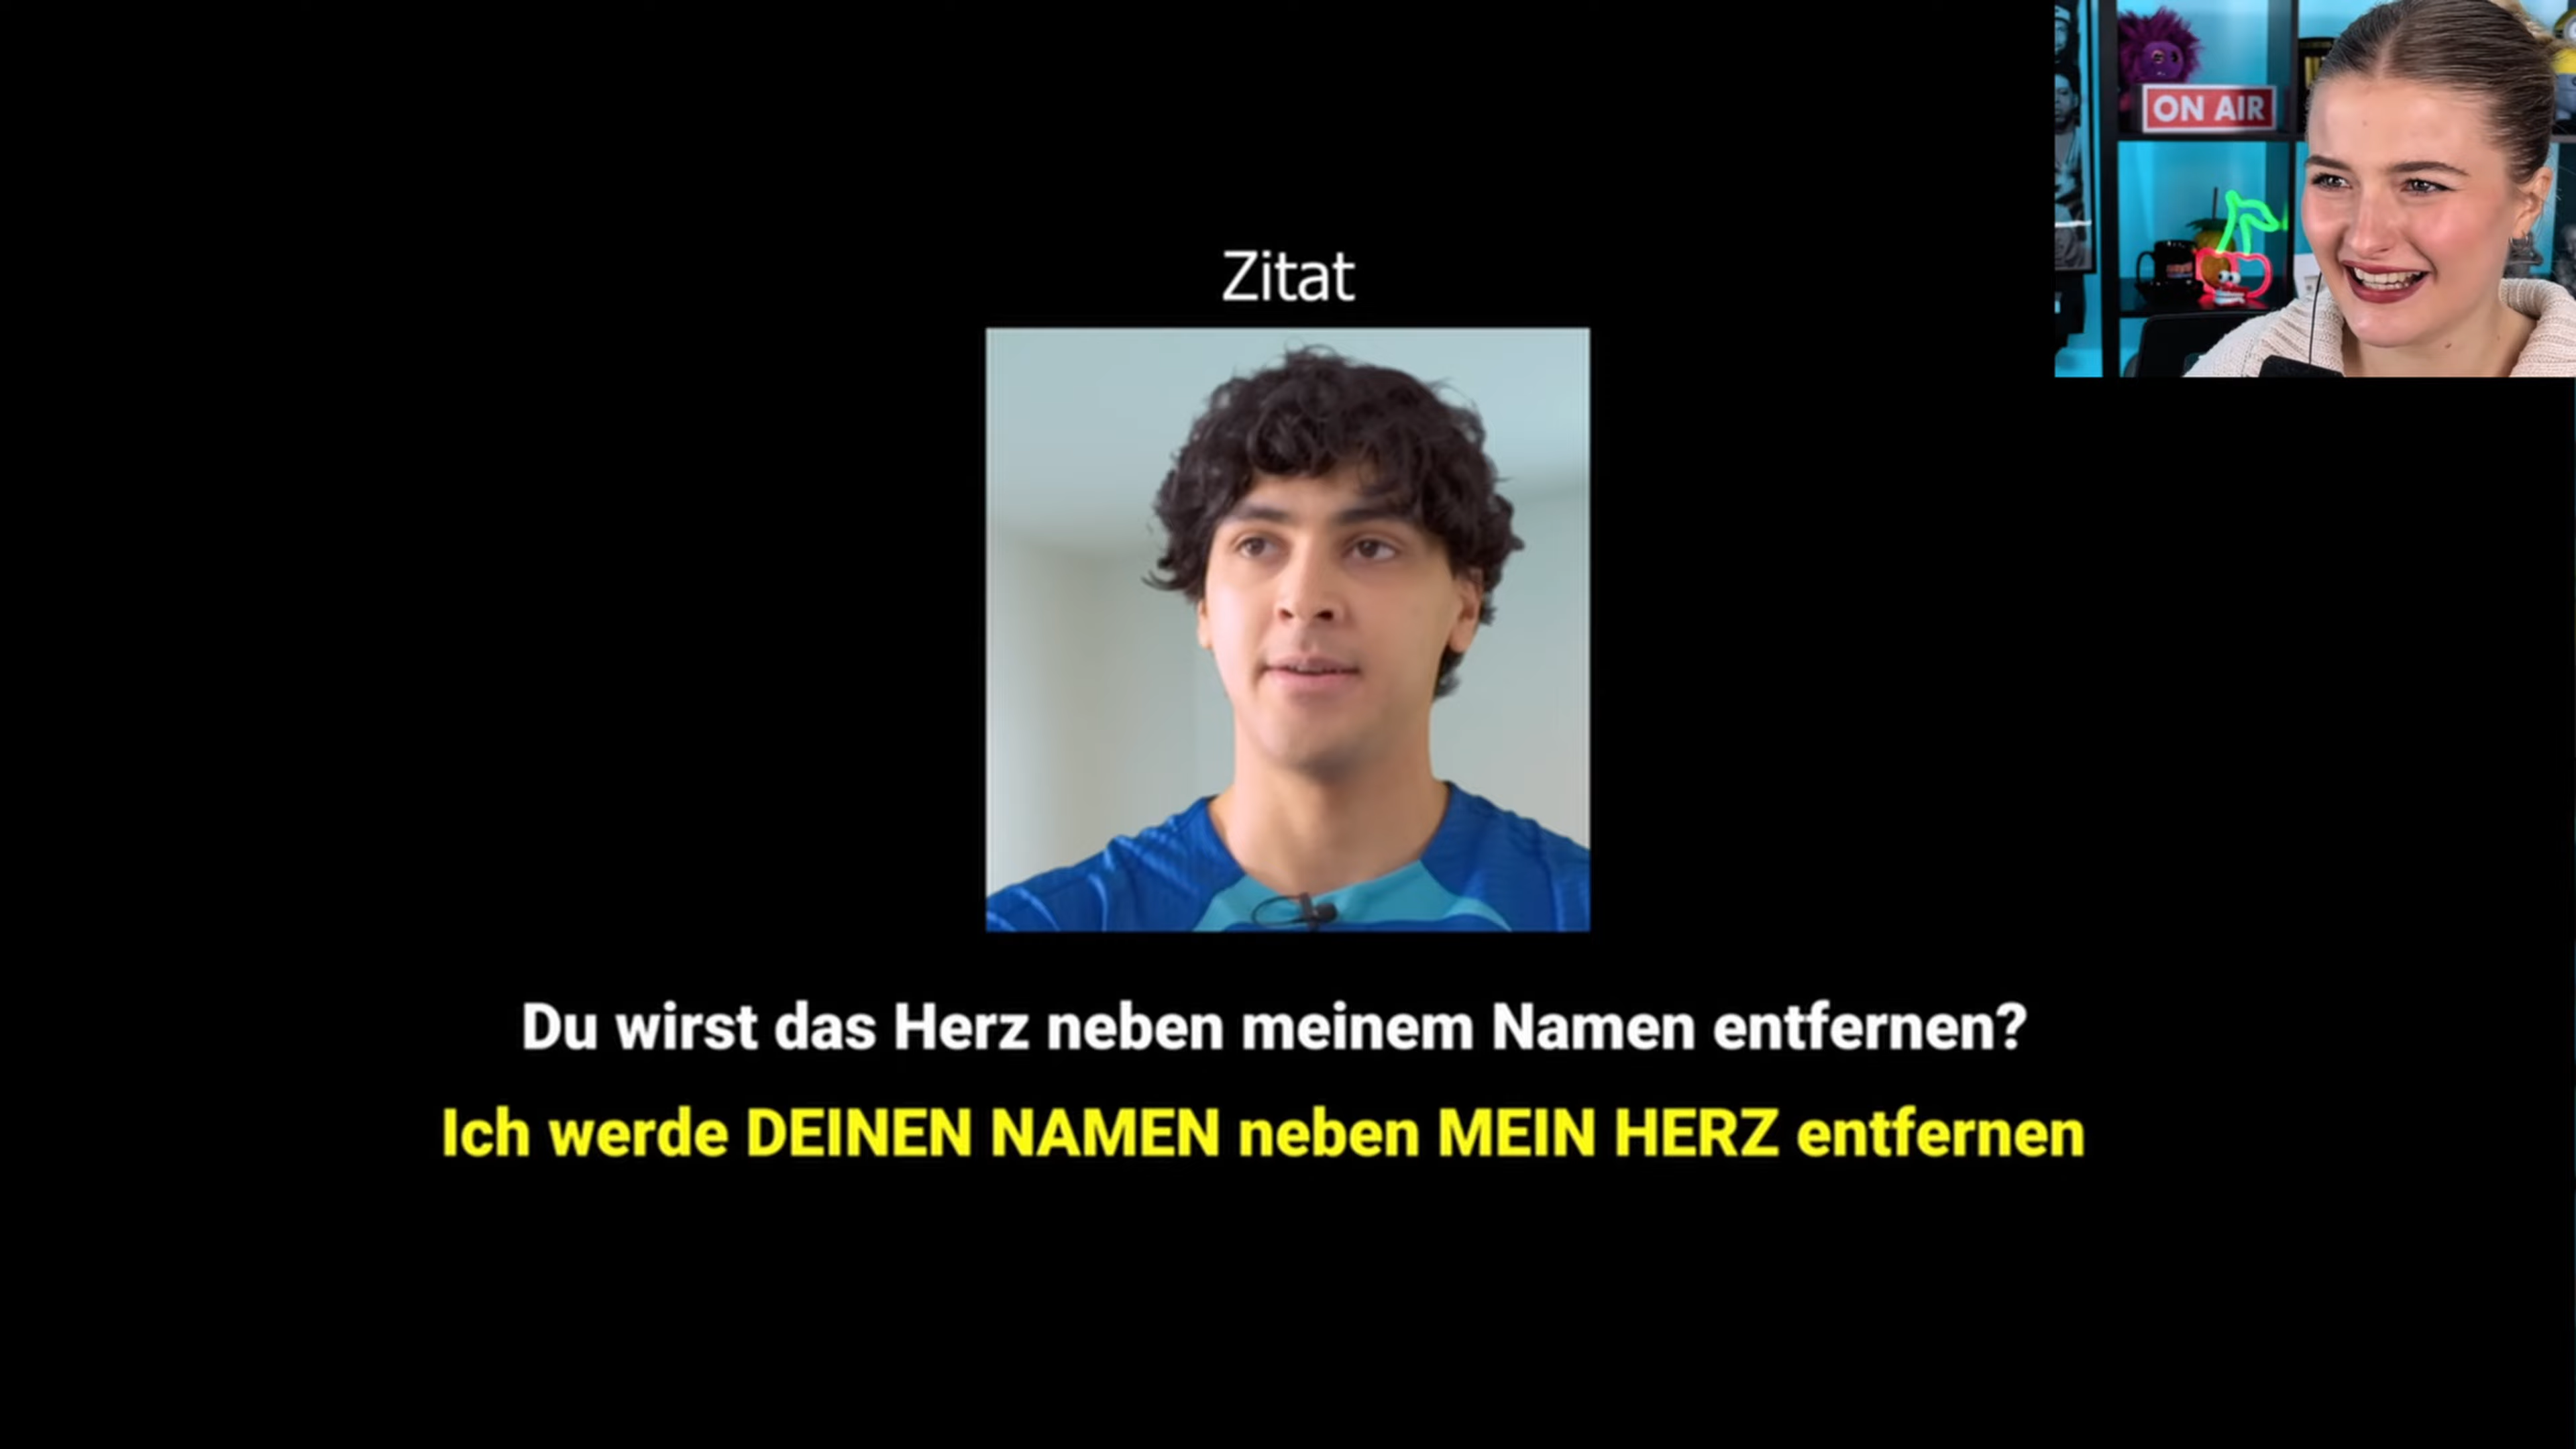 ON AIR
Zitat
Du wirst das Herz neben meinem Namen entfernen?
Ich werde DEINEN NAMEN neben MEIN HERZ entfernen